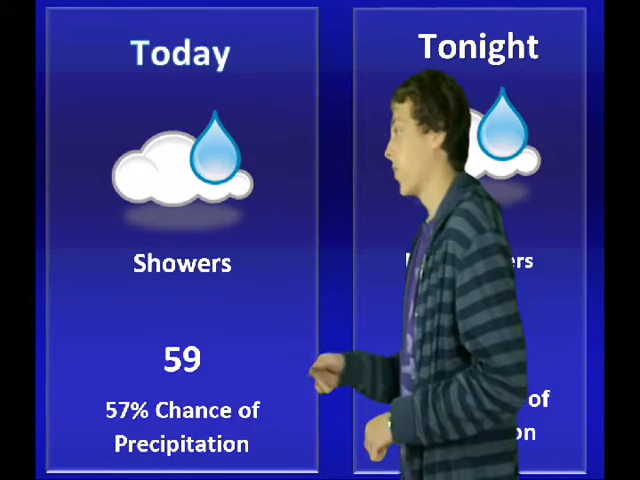 Today
Showers
59
57% Chance of
Precipitation
Tonight
of